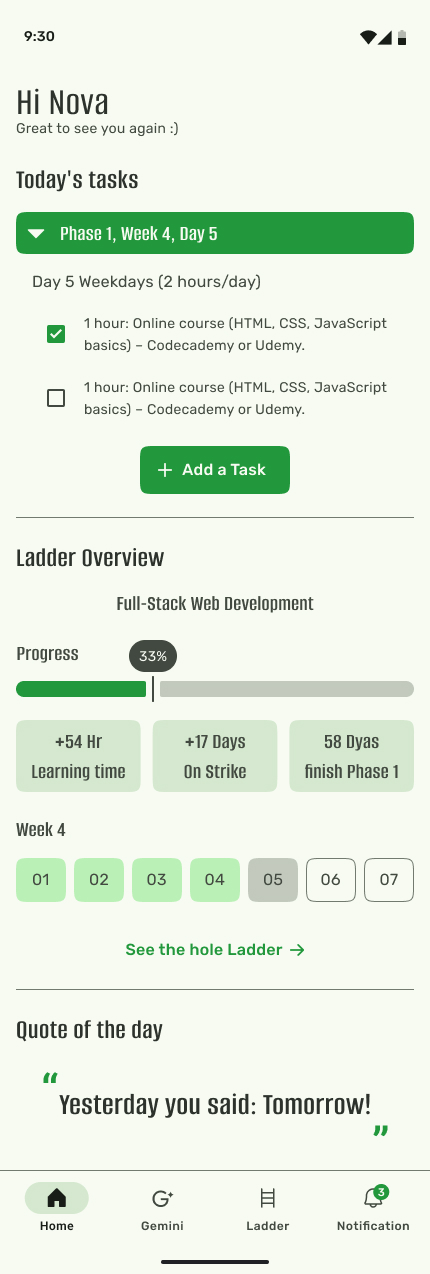 9:30
Hi Nova
Great to see you again :)
Today's tasks
Phase 1, Week 4, Day 5
Day 5 Weekdays (2 hours/day)
1 hour: Online course (HTML, CSS, JavaScript
basics) – Codecademy or Udemy.
1 hour: Online course (HTML, CSS, JavaScript
basics) – Codecademy or Udemy.
+ Add a Task
Ladder Overview
Full-Stack Web Development
Progress
33%
+54 Hr
Learning time
+17 Days
On Strike
58 Dyas
finish Phase 1
Week 4
01 02 03 04 05 06 07
See the hole Ladder →
Quote of the day
“Yesterday you said: Tomorrow!”
Home Gemini Ladder Notification
3